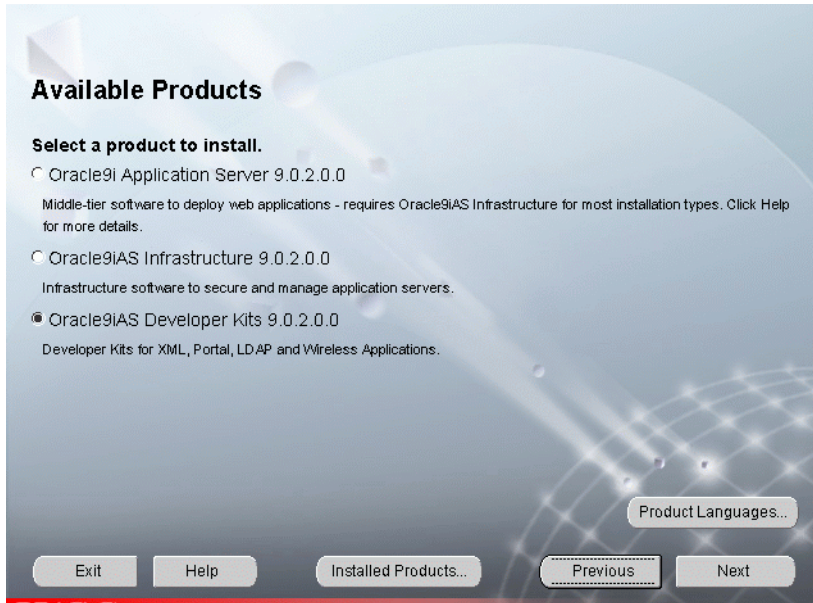 Available Products
Select a product to install.
Oracle9i Application Server 9.0.2.0.0
Middle-tier software to deploy web applications - requires Oracle9iAS Infrastructure for most installation types. Click Help
for more details.
Oracle9iAS Infrastructure 9.0.2.0.0
Infrastructure software to secure and manage application servers.
Oracle9iAS Developer Kits 9.0.2.0.0
Developer Kits for XML, Portal, LDAP and Wireless Applications.
Product Languages...
Exit Help Installed Products... Previous Next